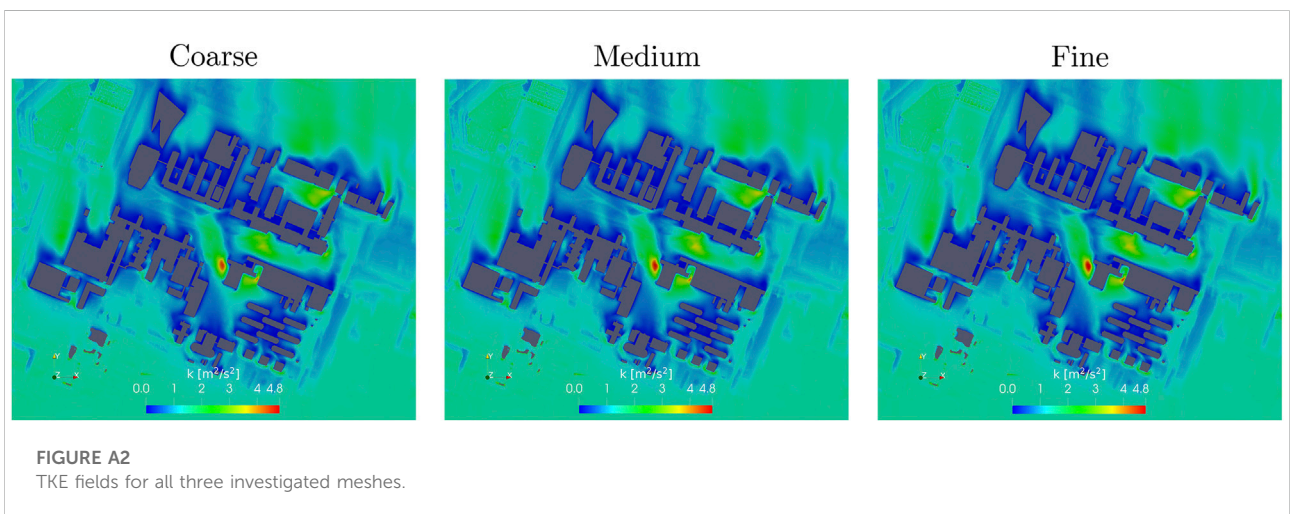 Coarse Medium Fine
k [m²/s²] k [m²/s²] k [m²/s²]
0.0 1 2 3 4 4.8 0.0 1 2 3 4 4.8 0.0 1 2 3 4 4.8
Y Y Y
Z X Z X Z X
FIGURE A2
TKE fields for all three investigated meshes.